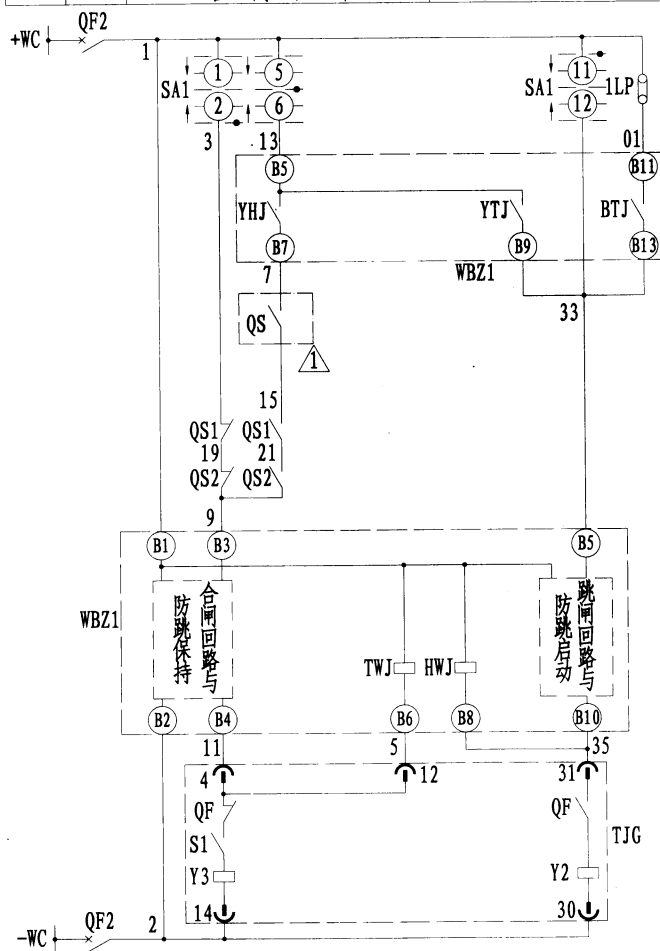 QF2
+WC
1
SA1
1
2
5
6
SA1
11
12
1LP
3
13
01
B5
B11
YHJ
YTJ
BTJ
B7
B9
B13
7
WBZ1
33
QS
1
15
QS1
QS1
19
21
QS2
QS2
9
B1
B3
B5
WBZ1
合闸回路与
防跳保持
TWJ
HWJ
跳闸回路与
防跳启动
B2
B4
B6
B8
B10
11
5
35
4
12
31
QF
QF
S1
TJG
Y3
Y2
14
30
QF2
2
-WC